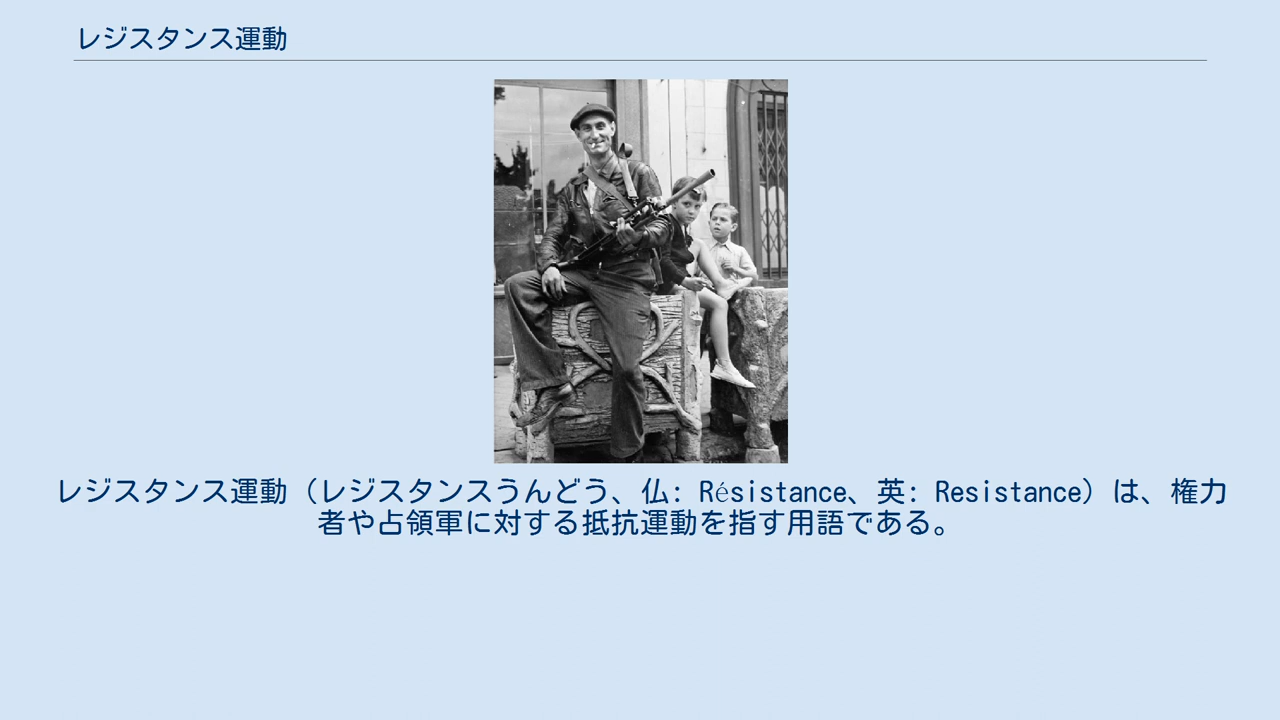 レジスタンス運動
レジスタンス運動（レジスタンスうんどう、仏: Résistance、英: Resistance）は、権力
者や占領軍に対する抵抗運動を指す用語である。